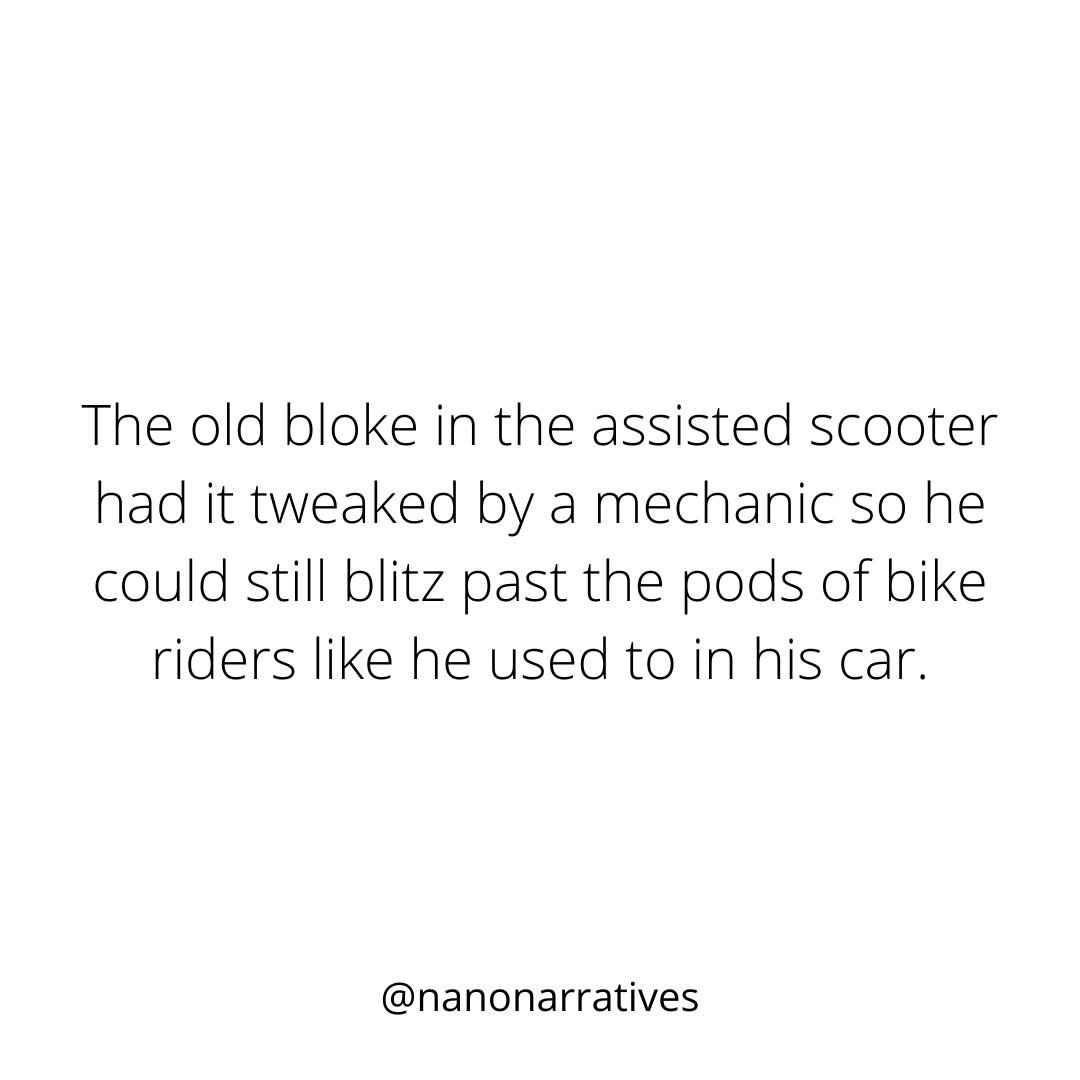 The old bloke in the assisted scooter
had it tweaked by a mechanic so he
could still blitz past the pods of bike
riders like he used to in his car.
@nanonarratives